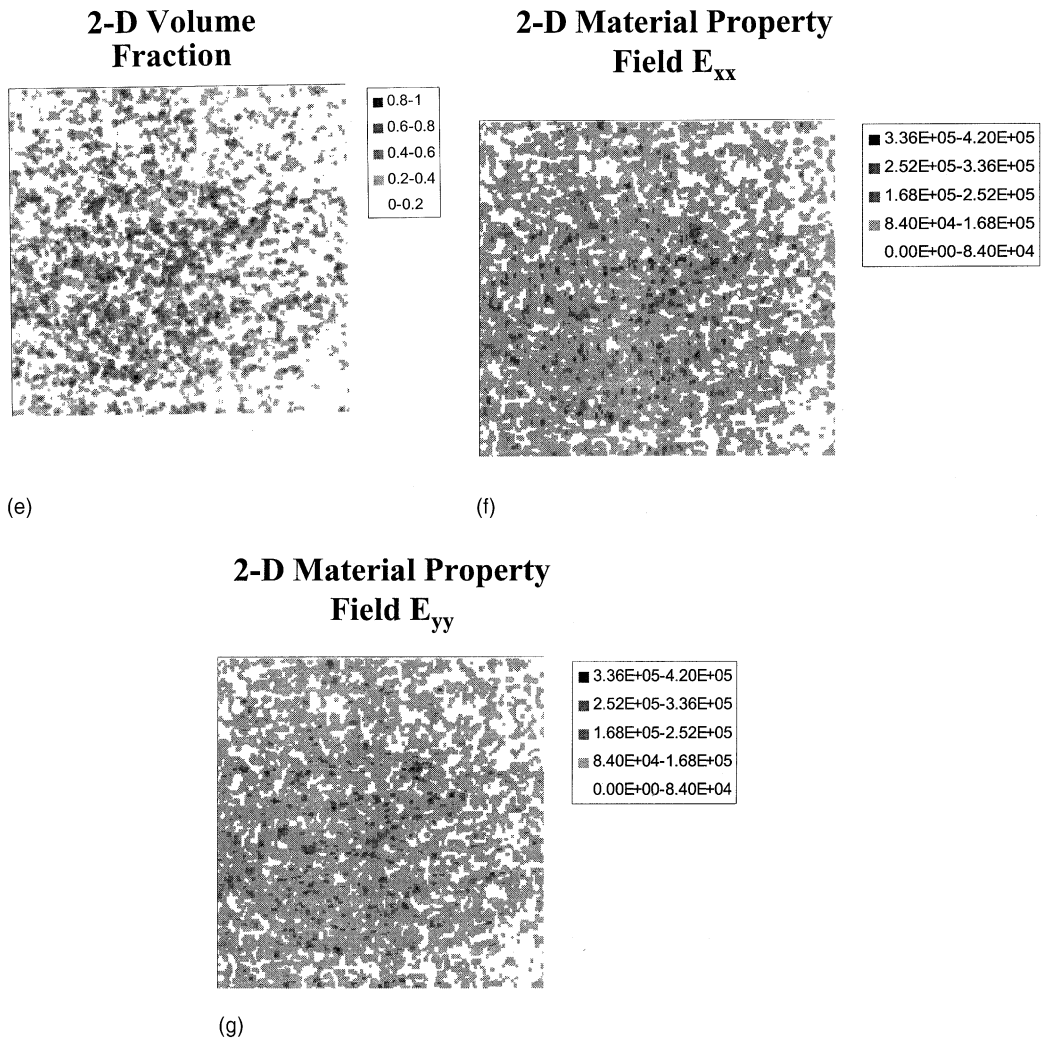 2-D Volume
Fraction
0.8-1
0.6-0.8
0.4-0.6
0.2-0.4
0-0.2
(e)
2-D Material Property
Field Exx
3.36E+05-4.20E+05
2.52E+05-3.36E+05
1.68E+05-2.52E+05
8.40E+04-1.68E+05
0.00E+00-8.40E+04
(f)
2-D Material Property
Field Eyy
3.36E+05-4.20E+05
2.52E+05-3.36E+05
1.68E+05-2.52E+05
8.40E+04-1.68E+05
0.00E+00-8.40E+04
(g)